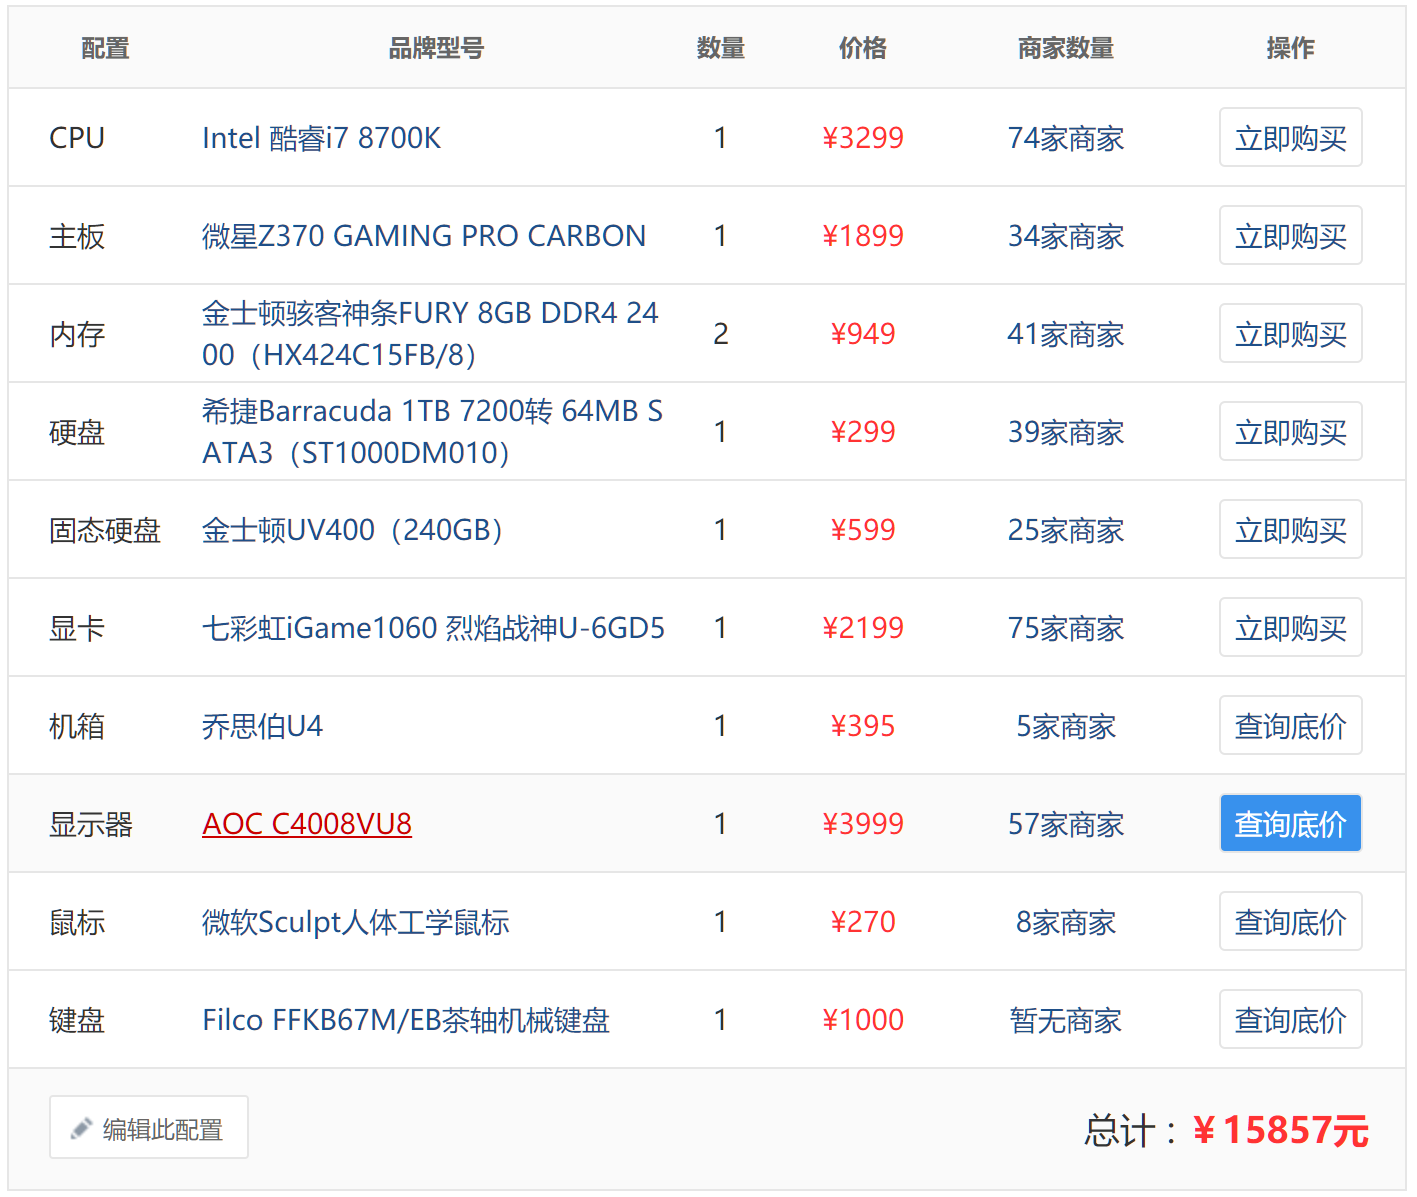 配置 品牌型号 数量 价格 商家数量 操作
CPU Intel 酷睿i7 8700K 1 ¥3299 74家商家 立即购买
主板 微星Z370 GAMING PRO CARBON 1 ¥1899 34家商家 立即购买
金士顿骇客神条FURY 8GB DDR4 24
内存 2 ¥949 41家商家 立即购买
00（HX424C15FB/8）
希捷Barracuda 1TB 7200转 64MB S
硬盘 1 ¥299 39家商家 立即购买
ATA3（ST1000DM010）
固态硬盘 金士顿UV400（240GB） 1 ¥599 25家商家 立即购买
显卡 七彩虹iGame1060 烈焰战神U-6GD5 1 ¥2199 75家商家 立即购买
机箱 乔思伯U4 1 ¥395 5家商家 查询底价
显示器 AOC C4008VU8 1 ¥3999 57家商家 查询底价
鼠标 微软Sculpt人体工学鼠标 1 ¥270 8家商家 查询底价
键盘 Filco FFKB67M/EB茶轴机械键盘 1 ¥1000 暂无商家 查询底价
编辑此配置 总计：¥15857元